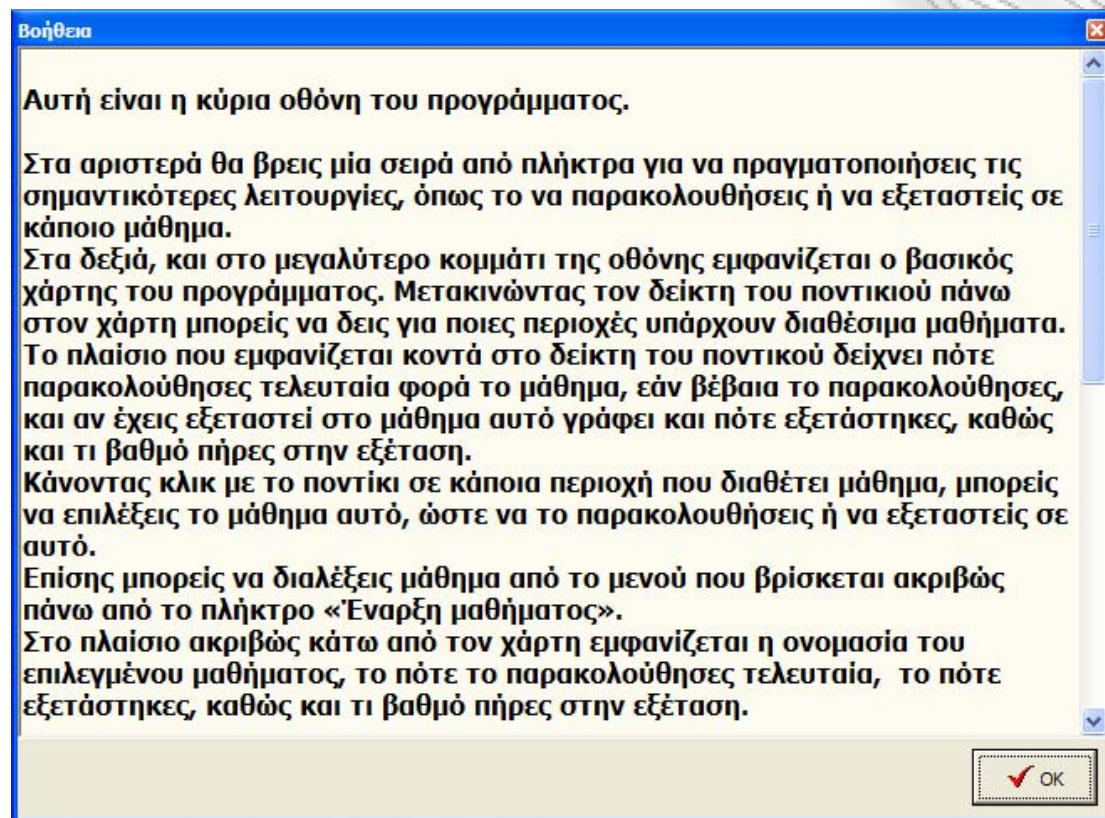 Βοήθεια
Αυτή είναι η κύρια οθόνη του προγράμματος.
Στα αριστερά θα βρεις μία σειρά από πλήκτρα για να πραγματοποιήσεις τις
σημαντικότερες λειτουργίες, όπως το να παρακολουθήσεις ή να εξεταστείς σε
κάποιο μάθημα.
Στα δεξιά, και στο μεγαλύτερο κομμάτι της οθόνης εμφανίζεται ο βασικός
χάρτης του προγράμματος. Μετακινώντας τον δείκτη του ποντικιού πάνω
στον χάρτη μπορείς να δεις για ποιες περιοχές υπάρχουν διαθέσιμα μαθήματα.
Το πλαίσιο που εμφανίζεται κοντά στο δείκτη του ποντικού δείχνει πότε
παρακολούθησες τελευταία φορά το μάθημα, εάν βέβαια το παρακολούθησες,
και αν έχεις εξεταστεί στο μάθημα αυτό γράφει και πότε εξετάστηκες, καθώς
και τι βαθμό πήρες στην εξέταση.
Κάνοντας κλικ με το ποντίκι σε κάποια περιοχή που διαθέτει μάθημα, μπορείς
να επιλέξεις το μάθημα αυτό, ώστε να το παρακολουθήσεις ή να εξεταστείς σε
αυτό.
Επίσης μπορείς να διαλέξεις μάθημα από το μενού που βρίσκεται ακριβώς
πάνω από το πλήκτρο «Έναρξη μαθήματος».
Στο πλαίσιο ακριβώς κάτω από τον χάρτη εμφανίζεται η ονομασία του
επιλεγμένου μαθήματος, το πότε το παρακολούθησες τελευταία,  το πότε
εξετάστηκες, καθώς και τι βαθμό πήρες στην εξέταση.
OK